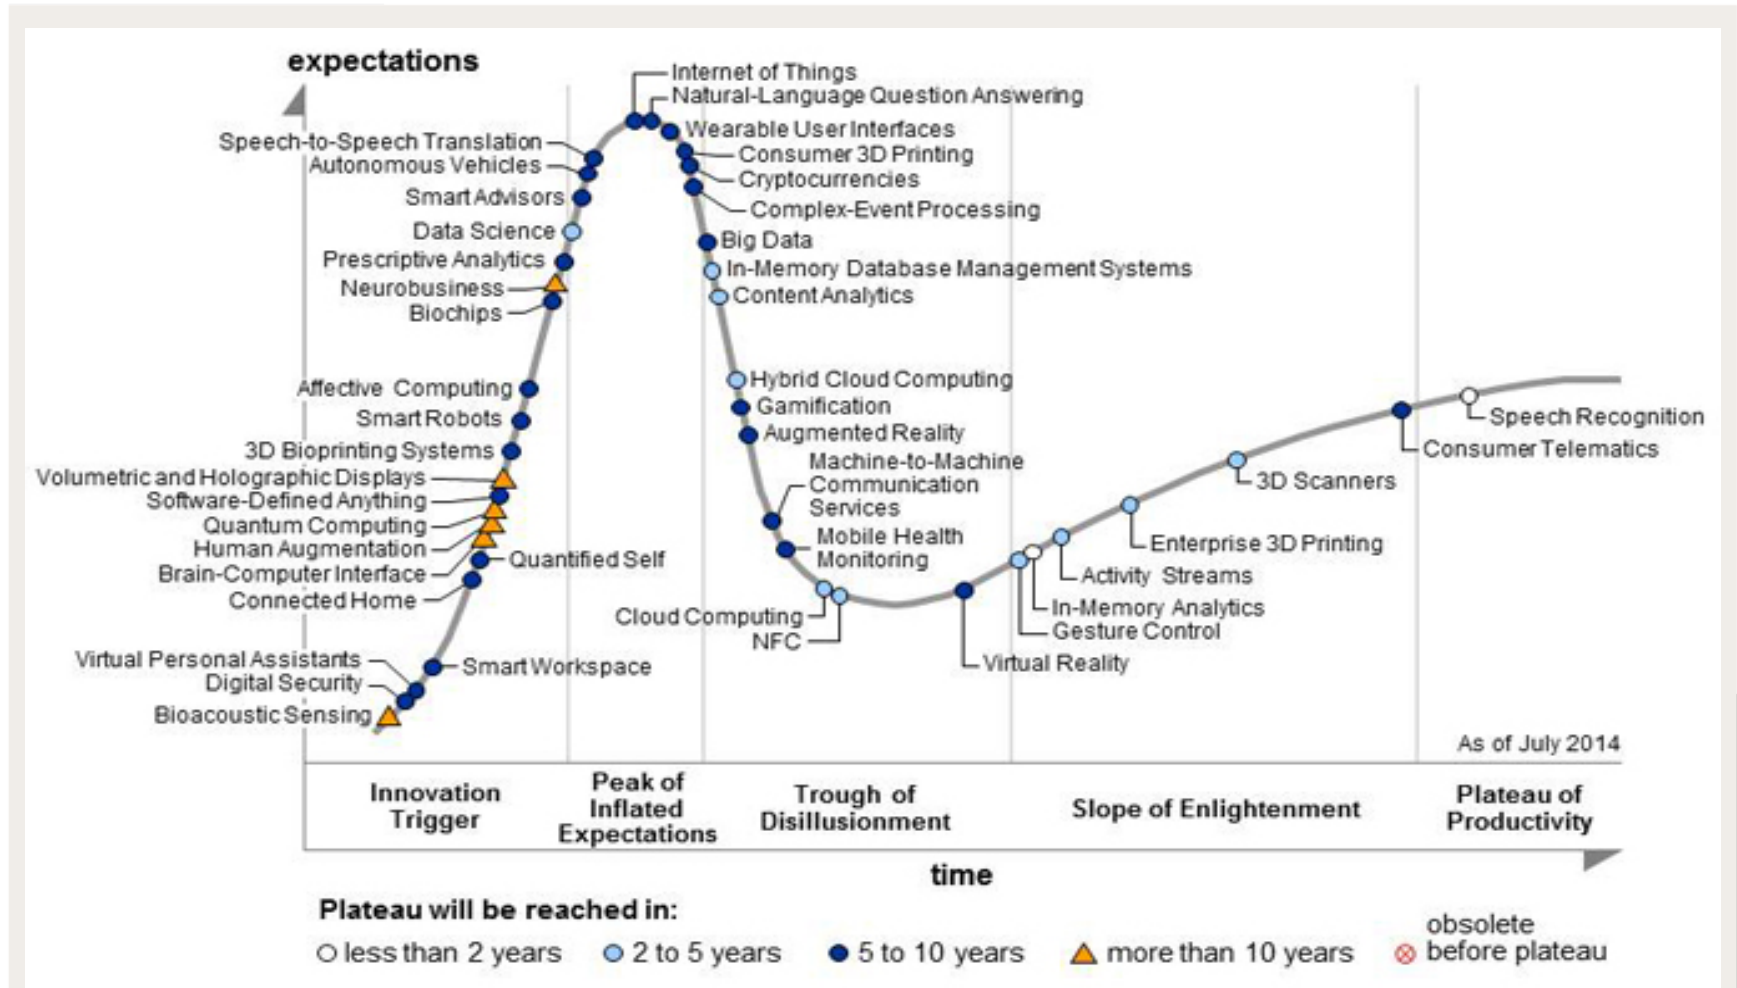 expectations
Internet of Things
Natural-Language Question Answering
Wearable User Interfaces
Speech-to-Speech Translation
Consumer 3D Printing
Autonomous Vehicles
Cryptocurrencies
Smart Advisors
Complex-Event Processing
Data Science
Big Data
Prescriptive Analytics
In-Memory Database Management Systems
Neurobusiness
Content Analytics
Biochips
Hybrid Cloud Computing
Affective Computing
Gamification
Smart Robots
Augmented Reality
3D Bioprinting Systems
Machine-to-Machine
Communication
Services
Volumetric and Holographic Displays
Software-Defined Anything
Quantum Computing
Mobile Health
Monitoring
Human Augmentation
Quantified Self
Brain-Computer Interface
Connected Home
Cloud Computing
NFC
Virtual Personal Assistants
Smart Workspace
Digital Security
Bioacoustic Sensing
Speech Recognition
Consumer Telematics
3D Scanners
Enterprise 3D Printing
Activity Streams
In-Memory Analytics
Gesture Control
Virtual Reality
As of July 2014
Innovation
Trigger
Peak of
Inflated
Expectations
Trough of
Disillusionment
Slope of Enlightenment
Plateau of
Productivity
time
Plateau will be reached in:
less than 2 years
2 to 5 years
5 to 10 years
more than 10 years
obsolete
before plateau